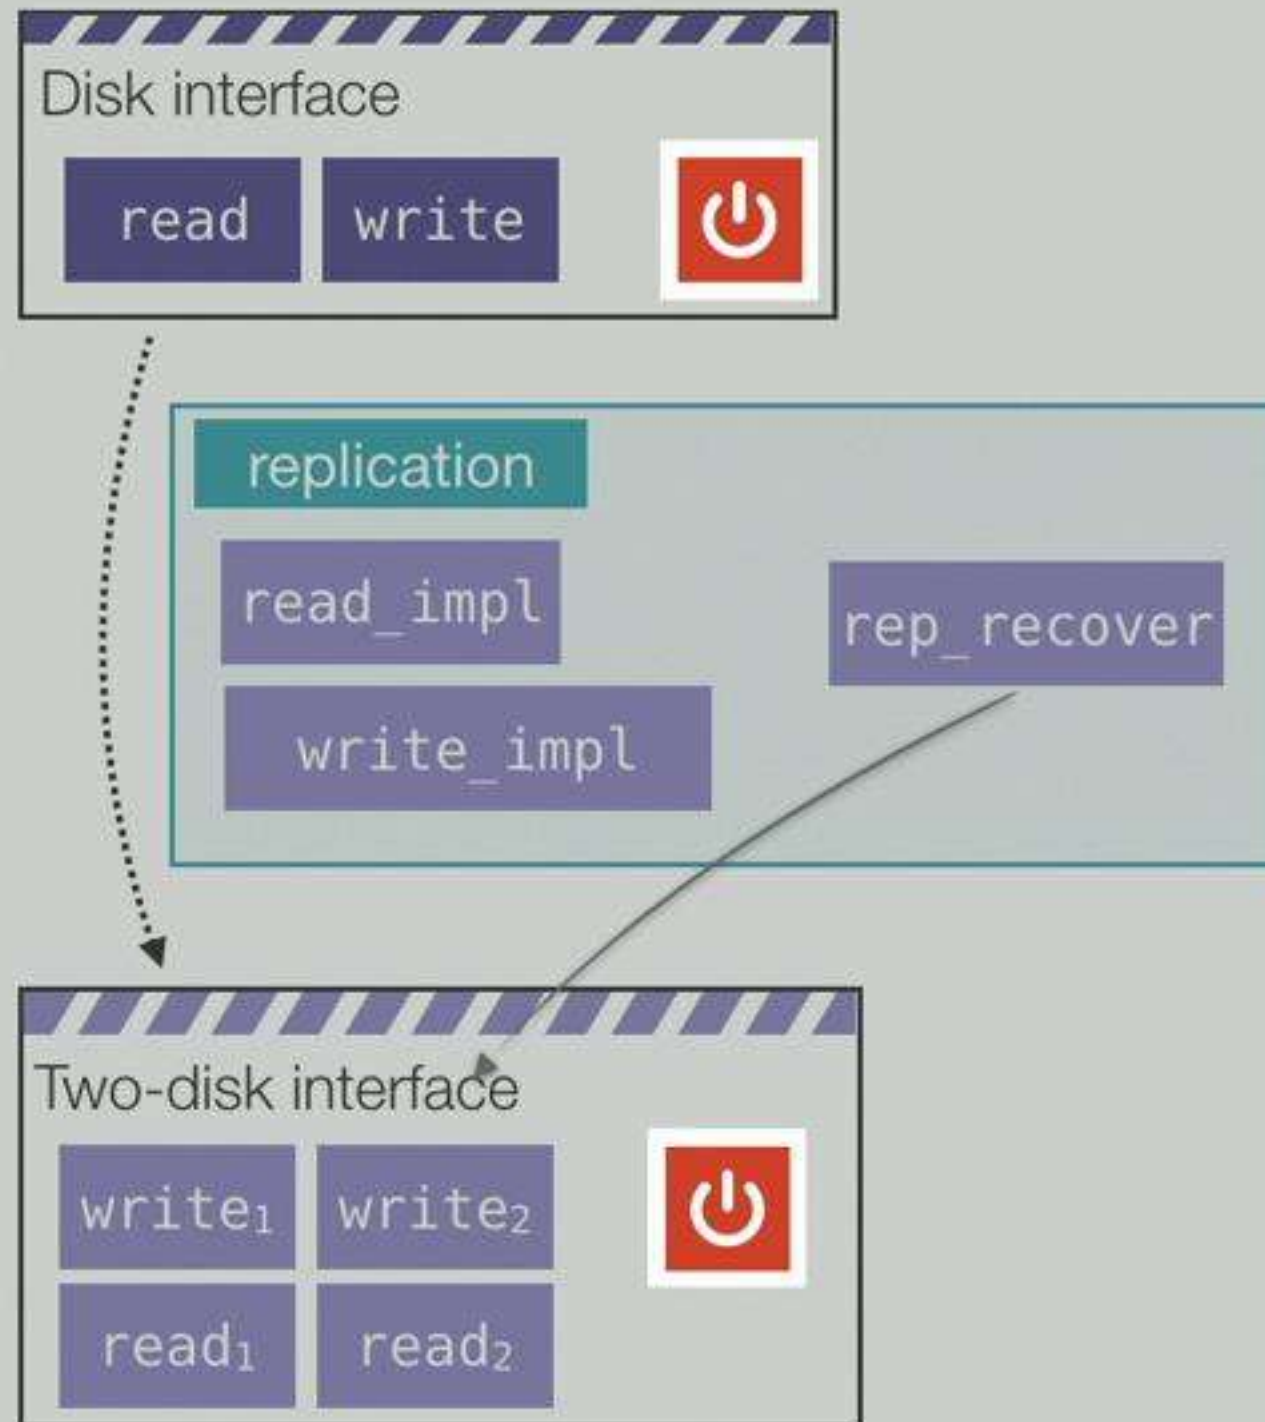 Disk interface
read write
replication
read_impl
rep_recover
write_impl
Two-disk interface
write₁ write₂
read₁ read₂